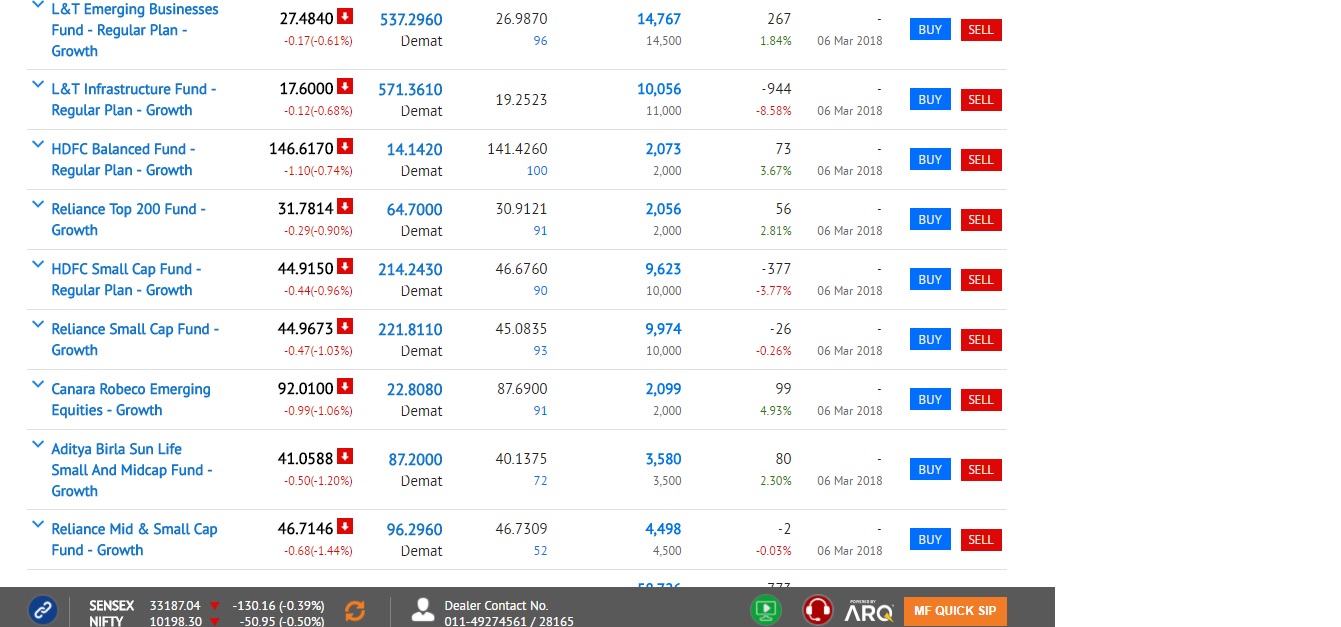 L&T Emerging Businesses
Fund - Regular Plan -
Growth
27.4840
-0.17(-0.61%)
537.2960
Demat
26.9870
96
14,767
14,500
267
1.84%
-
06 Mar 2018
BUY
SELL
L&T Infrastructure Fund -
Regular Plan - Growth
17.6000
-0.12(-0.68%)
571.3610
Demat
19.2523
10,056
11,000
-944
-8.58%
-
06 Mar 2018
BUY
SELL
HDFC Balanced Fund -
Regular Plan - Growth
146.6170
-1.10(-0.74%)
14.1420
Demat
141.4260
100
2,073
2,000
73
3.67%
-
06 Mar 2018
BUY
SELL
Reliance Top 200 Fund -
Growth
31.7814
-0.29(-0.90%)
64.7000
Demat
30.9121
91
2,056
2,000
56
2.81%
-
06 Mar 2018
BUY
SELL
HDFC Small Cap Fund -
Regular Plan - Growth
44.9150
-0.44(-0.96%)
214.2430
Demat
46.6760
90
9,623
10,000
-377
-3.77%
-
06 Mar 2018
BUY
SELL
Reliance Small Cap Fund -
Growth
44.9673
-0.47(-1.03%)
221.8110
Demat
45.0835
93
9,974
10,000
-26
-0.26%
-
06 Mar 2018
BUY
SELL
Canara Robeco Emerging
Equities - Growth
92.0100
-0.99(-1.06%)
22.8080
Demat
87.6900
91
2,099
2,000
99
4.93%
-
06 Mar 2018
BUY
SELL
Aditya Birla Sun Life
Small And Midcap Fund -
Growth
41.0588
-0.50(-1.20%)
87.2000
Demat
40.1375
72
3,580
3,500
80
2.30%
-
06 Mar 2018
BUY
SELL
Reliance Mid & Small Cap
Fund - Growth
46.7146
-0.68(-1.44%)
96.2960
Demat
46.7309
52
4,498
4,500
-2
-0.03%
-
06 Mar 2018
BUY
SELL
SENSEX 33187.04 -130.16 (-0.39%)
NIFTY 10198.30 -50.95 (-0.50%)
Dealer Contact No.
011-49274561 / 28165
POWERED BY
ARQ
MF QUICK SIP